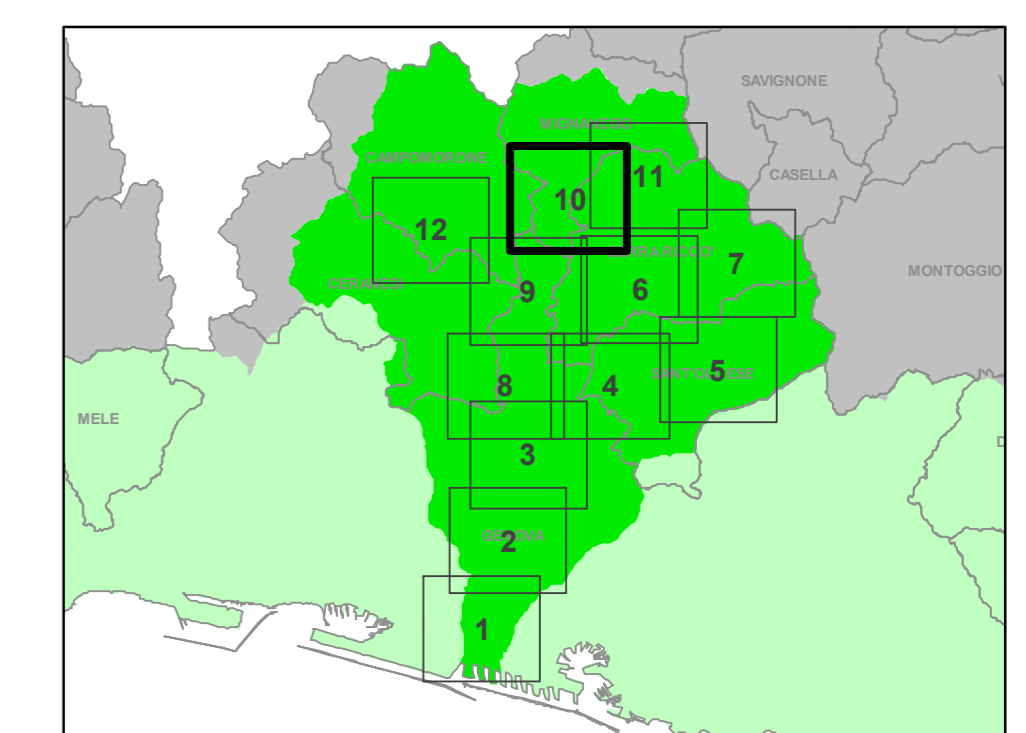 SAVIGNONE
MIGNANEGO
CAMPOMORONE
CASELLA
11
10
12
SERRA RICCO'
7
MONTOGGIO
CERANESI
9
6
8
4
SANT'OLCESE
5
MELE
3
GENOVA
2
1